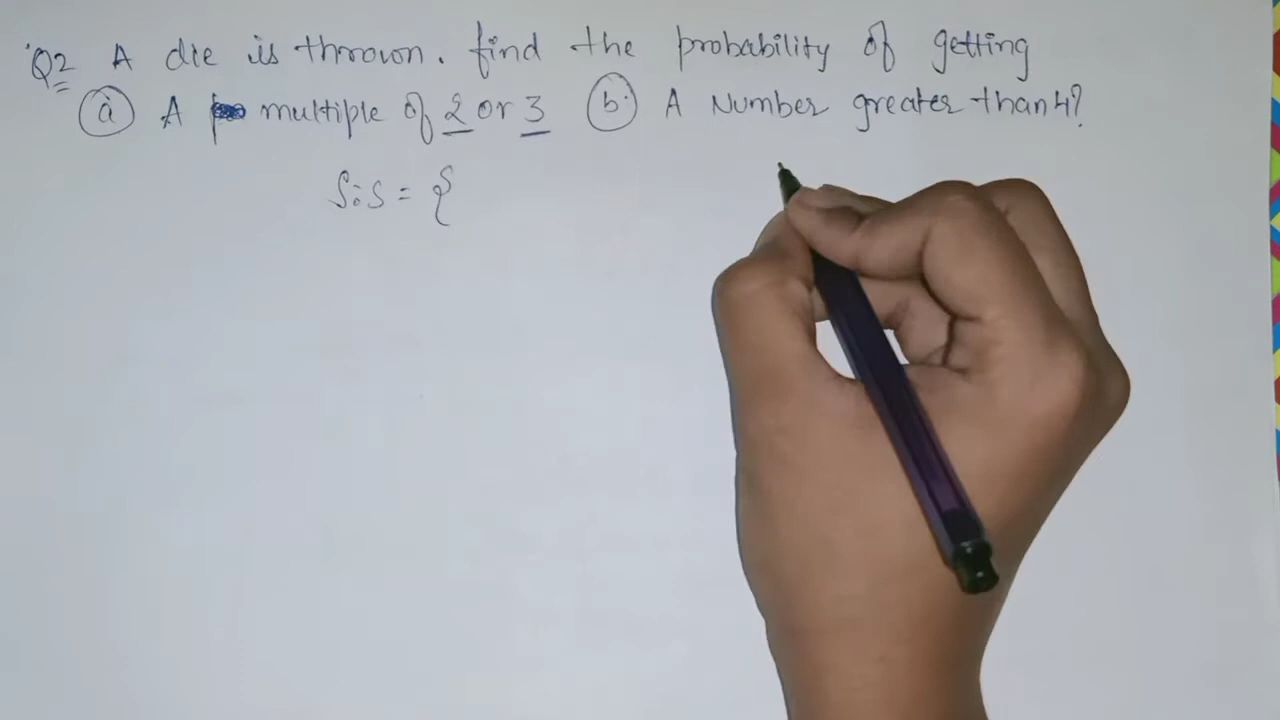 Q2 A die is thrown. find the probability of getting
(a) A multiple of 2 or 3 (b) A Number greater than 4?
S.S = {